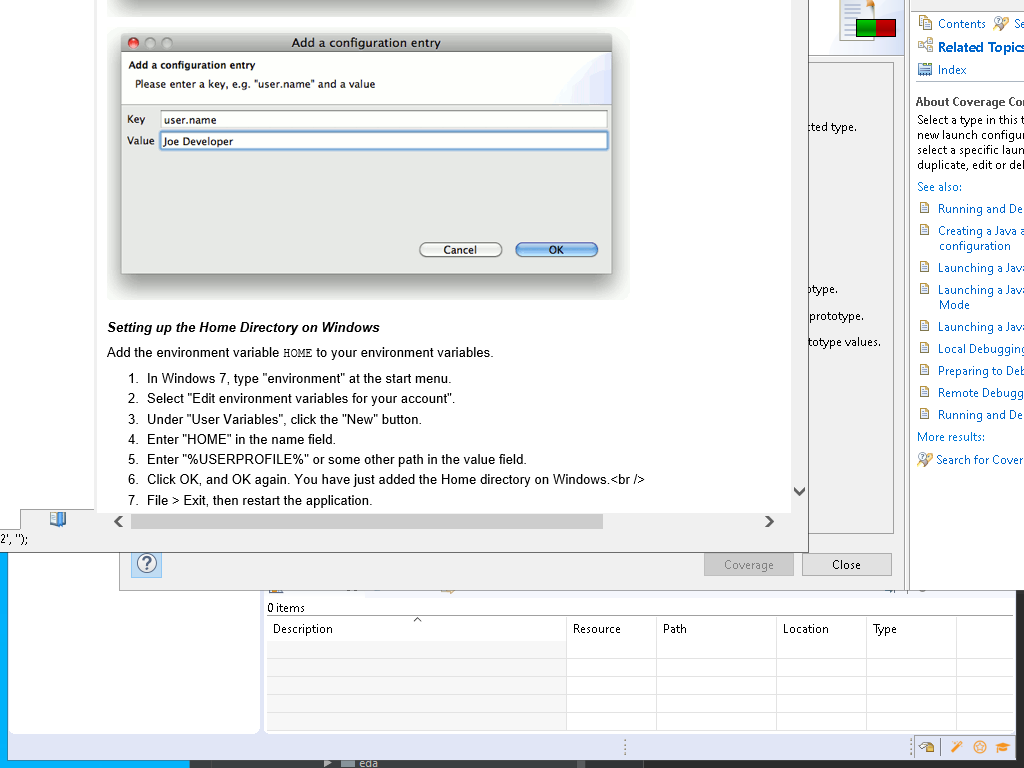 Add a configuration entry
Add a configuration entry
Please enter a key, e.g. "user.name" and a value
Key
user.name
Value
Joe Developer
Cancel
OK
Setting up the Home Directory on Windows
Add the environment variable HOME to your environment variables.
1. In Windows 7, type "environment" at the start menu.
2. Select "Edit environment variables for your account".
3. Under "User Variables", click the "New" button.
4. Enter "HOME" in the name field.
5. Enter "%USERPROFILE%" or some other path in the value field.
6. Click OK, and OK again. You have just added the Home directory on Windows.<br />
7. File > Exit, then restart the application.
2', '');
cted type.
otype.
prototype.
totype values.
Coverage
Close
Contents
Se
Related Topics
Index
About Coverage Co
Select a type in this t
new launch configur
select a specific laun
duplicate, edit or del
See also:
Running and De
Creating a Java a
configuration
Launching a Java
Launching a Java
Mode
Launching a Java
Local Debugging
Preparing to Deb
Remote Debugg
Running and De
More results:
Search for Cover
0 items
Description
Resource
Path
Location
Type
eda